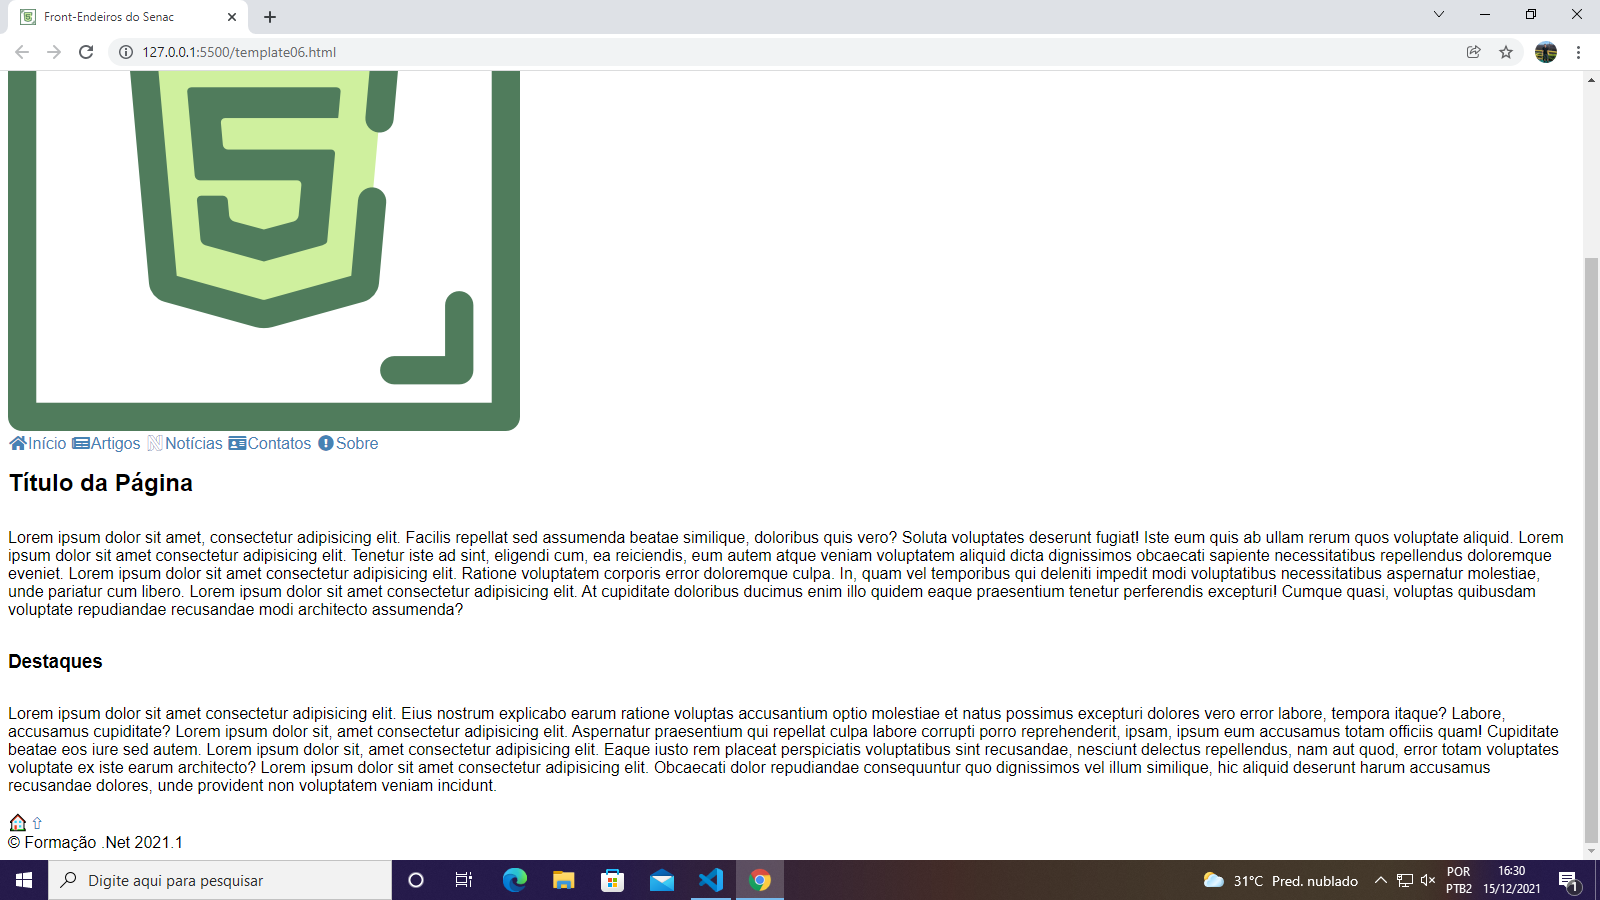 Front-Endeiros do Senac
127.0.0.1:5500/template06.html
Início Artigos Notícias Contatos Sobre
Título da Página
Lorem ipsum dolor sit amet, consectetur adipisicing elit. Facilis repellat sed assumenda beatae similique, doloribus quis vero? Soluta voluptates deserunt fugiat! Iste eum quis ab ullam rerum quos voluptate aliquid. Lorem
ipsum dolor sit amet consectetur adipisicing elit. Tenetur iste ad sint, eligendi cum, ea reiciendis, eum autem atque veniam voluptatem aliquid dicta dignissimos obcaecati sapiente necessitatibus repellendus doloremque
eveniet. Lorem ipsum dolor sit amet consectetur adipisicing elit. Ratione voluptatem corporis error doloremque culpa. In, quam vel temporibus qui deleniti impedit modi voluptatibus necessitatibus aspernatur molestiae,
unde pariatur cum libero. Lorem ipsum dolor sit amet consectetur adipisicing elit. At cupiditate doloribus ducimus enim illo quidem eaque praesentium tenetur perferendis excepturi! Cumque quasi, voluptas quibusdam
voluptate repudiandae recusandae modi architecto assumenda?
Destaques
Lorem ipsum dolor sit amet consectetur adipisicing elit. Eius nostrum explicabo earum ratione voluptas accusantium optio molestiae et natus possimus excepturi dolores vero error labore, tempora itaque? Labore,
accusamus cupiditate? Lorem ipsum dolor sit, amet consectetur adipisicing elit. Aspernatur praesentium qui repellat culpa labore corrupti porro reprehenderit, ipsam, ipsum eum accusamus totam officiis quam! Cupiditate
beatae eos iure sed autem. Lorem ipsum dolor sit, amet consectetur adipisicing elit. Eaque iusto rem placeat perspiciatis voluptatibus sint recusandae, nesciunt delectus repellendus, nam aut quod, error totam voluptates
voluptate ex iste earum architecto? Lorem ipsum dolor sit amet consectetur adipisicing elit. Obcaecati dolor repudiandae consequuntur quo dignissimos vel illum similique, hic aliquid deserunt harum accusamus
recusandae dolores, unde provident non voluptatem veniam incidunt.
© Formação .Net 2021.1
Digite aqui para pesquisar
31°C Pred. nublado
POR
PTB2
16:30
15/12/2021
1